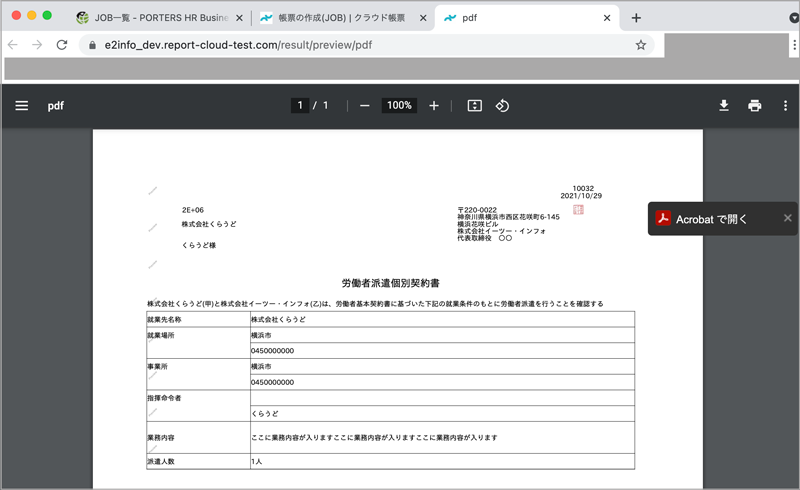 JOB一覧 - PORTERS HR Busine
帳票の作成(JOB) | クラウド帳票
pdf
e2info_dev.report-cloud-test.com/result/preview/pdf
pdf
1 / 1
100%
10032
2021/10/29
2E+06
〒220-0022
神奈川県横浜市西区花咲町6-145
株式会社くらうど
横浜花咲ビル
株式会社イーツー・インフォ
代表取締役 〇〇
くらうど様
Acrobat で開く
労働者派遣個別契約書
株式会社くらうど(甲)と株式会社イーツー・インフォ(乙)は、労働者基本契約書に基づいた下記の就業条件のもとに労働者派遣を行うことを確認する
就業先名称 株式会社くらうど
就業場所 横浜市
0450000000
事業所 横浜市
0450000000
指揮命令者
くらうど
業務内容 ここに業務内容が入りますここに業務内容が入りますここに業務内容が入ります
派遣人数 1人